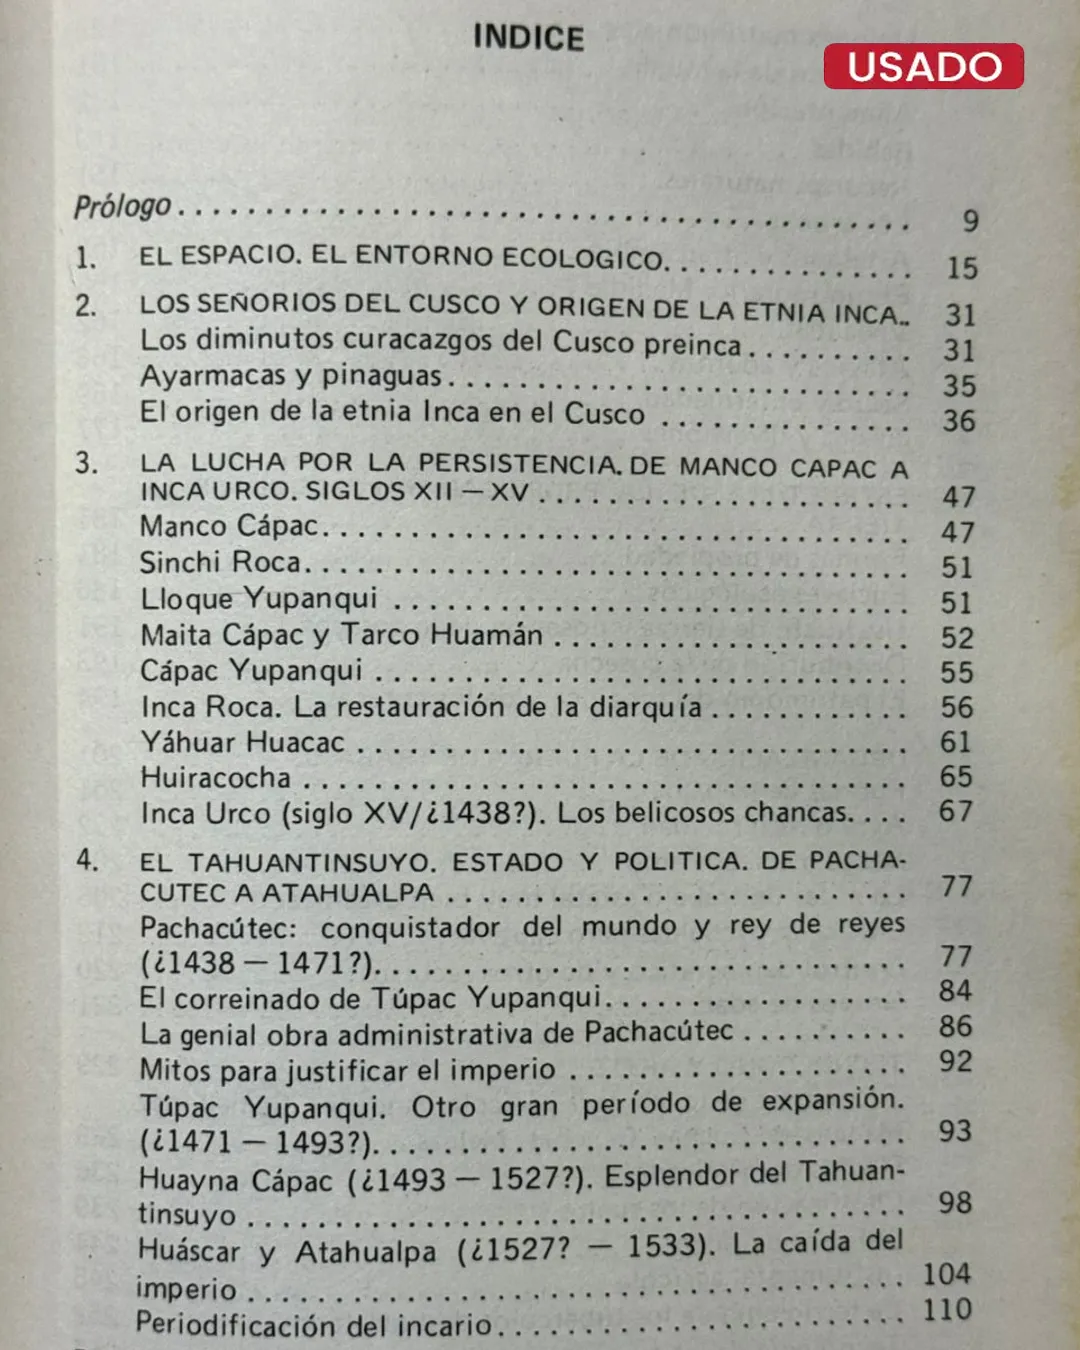 INDICE
USADO
Prólogo........................................... 9
1. EL ESPACIO. EL ENTORNO ECOLOGICO................ 15
2. LOS SEÑORIOS DEL CUSCO Y ORIGEN DE LA ETNIA INCA.. 31
Los diminutos curacazgos del Cusco preinca.......... 31
Ayarmacas y pinaguas............................... 35
El origen de la etnia Inca en el Cusco .............. 36
3. LA LUCHA POR LA PERSISTENCIA. DE MANCO CAPAC A
INCA URCO. SIGLOS XII — XV ........................ 47
Manco Cápac....................................... 47
Sinchi Roca........................................ 51
Lloque Yupanqui ................................... 51
Maita Cápac y Tarco Huamán ........................ 52
Cápac Yupanqui .................................... 55
Inca Roca. La restauración de la diarquía ............ 56
Yáhuar Huacac ..................................... 61
Huiracocha ........................................ 65
Inca Urco (siglo XV/¿1438?). Los belicosos chancas.... 67
4. EL TAHUANTINSUYO. ESTADO Y POLITICA. DE PACHA-
CUTEC A ATAHUALPA ................................ 77
Pachacútec: conquistador del mundo y rey de reyes
(¿1438 — 1471?)................................... 77
El correinado de Túpac Yupanqui.................... 84
La genial obra administrativa de Pachacútec .......... 86
Mitos para justificar el imperio .................... 92
Túpac Yupanqui. Otro gran período de expansión.
(¿1471 — 1493?)................................... 93
Huayna Cápac (¿1493 — 1527?). Esplendor del Tahuan-
tinsuyo ........................................... 98
Huáscar y Atahualpa (¿1527? — 1533). La caída del
imperio ........................................... 104
Periodificación del incario......................... 110